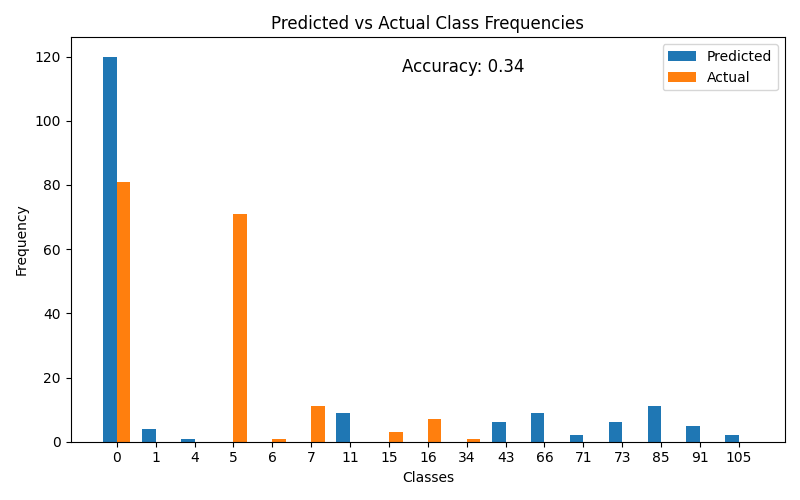 Predicted vs Actual Class Frequencies
Accuracy: 0.34
Predicted
Actual
Frequency
120
100
80
60
40
20
0
0 1 4 5 6 7 11 15 16 34 43 66 71 73 85 91 105
Classes